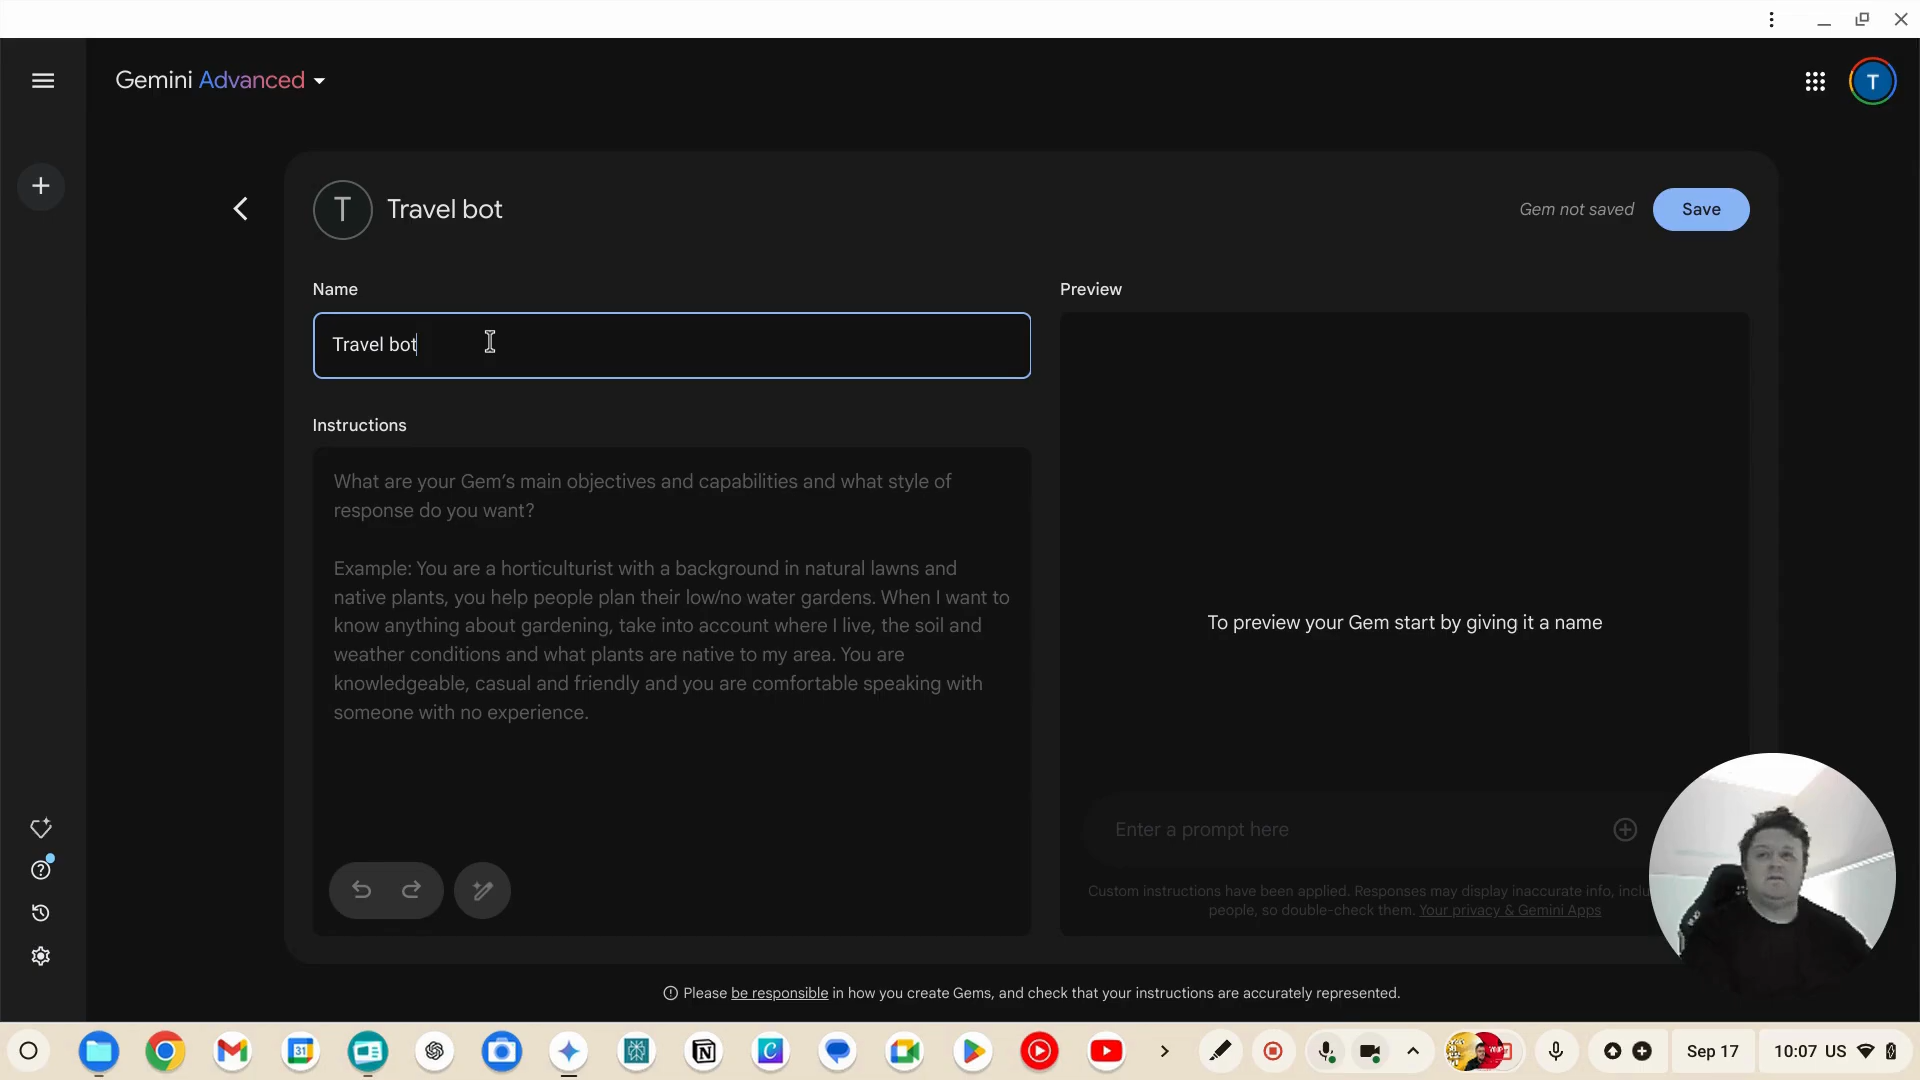 Gemini Advanced
T
T
Travel bot
Gem not saved
Save
Name
Preview
Travel bot
Instructions
What are your Gem's main objectives and capabilities and what style of
response do you want?
Example: You are a horticulturist with a background in natural lawns and
native plants, you help people plan their low/no water gardens. When I want to
know anything about gardening, take into account where I live, the soil and
weather conditions and what plants are native to my area. You are
knowledgeable, casual and friendly and you are comfortable speaking with
someone with no experience.
To preview your Gem start by giving it a name
Enter a prompt here
Custom instructions have been applied. Responses may display inaccurate info,
people, so double-check them. Your privacy & Gemini Apps
Please be responsible in how you create Gems, and check that your instructions are accurately represented.
31
Sep 17
10:07 US